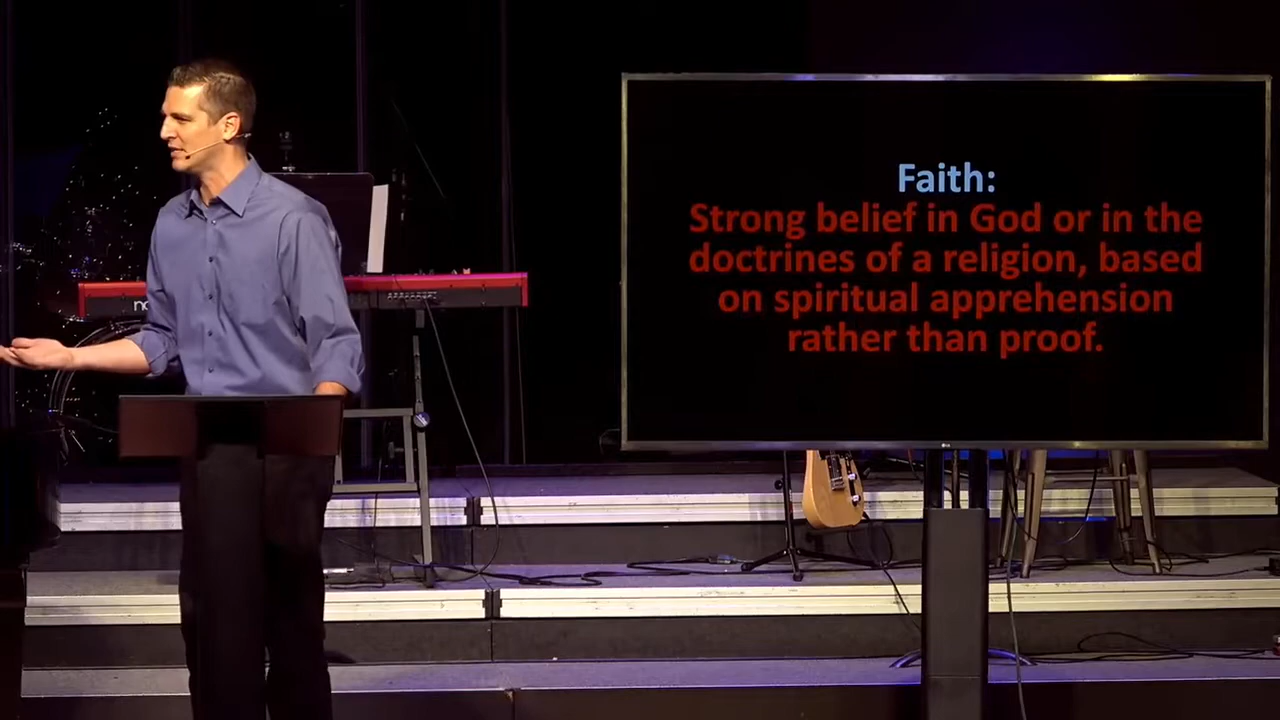 Faith:
Strong belief in God or in the
doctrines of a religion, based
on spiritual apprehension
rather than proof.